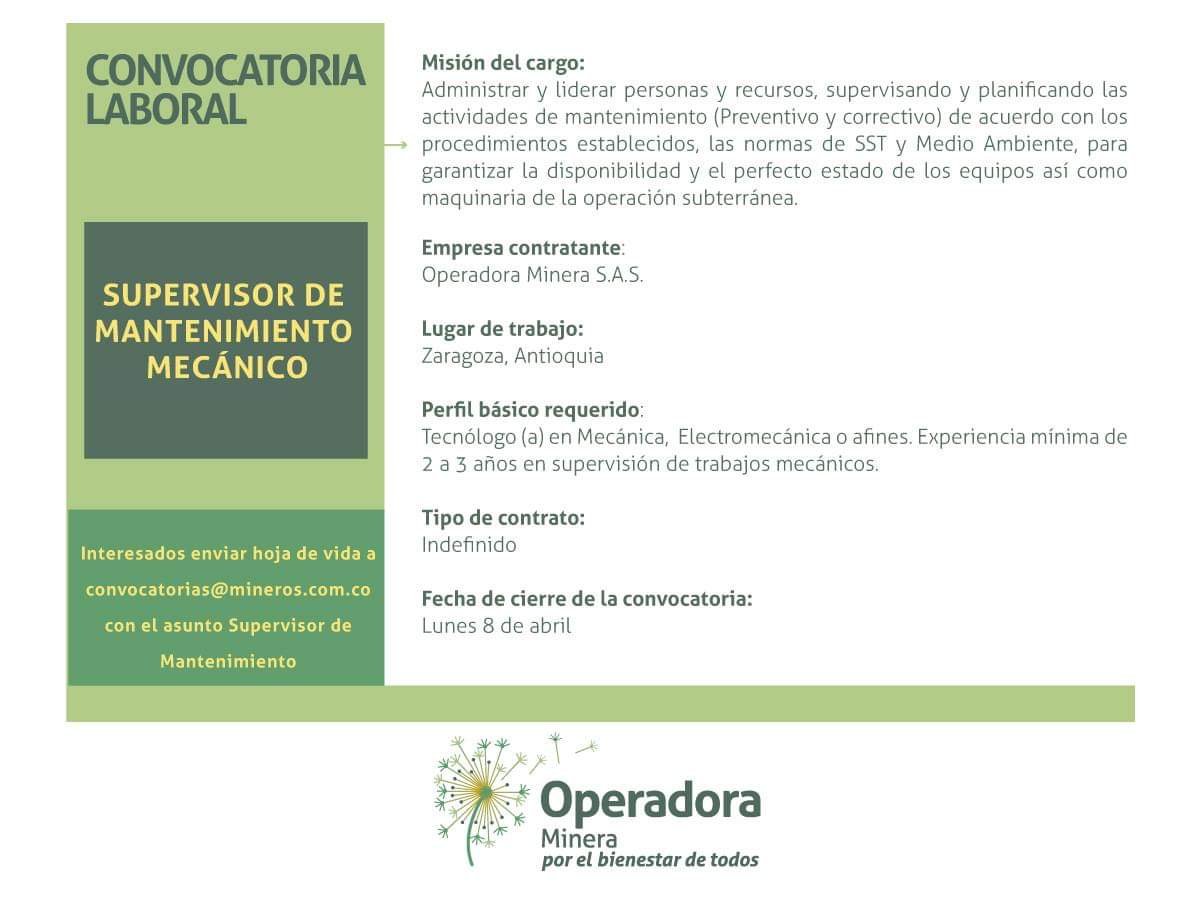 CONVOCATORIA
LABORAL
SUPERVISOR DE
MANTENIMIENTO
MECÁNICO
Interesados enviar hoja de vida a
convocatorias@mineros.com.co
con el asunto Supervisor de
Mantenimiento
Misión del cargo:
Administrar y liderar personas y recursos, supervisando y planificando las
actividades de mantenimiento (Preventivo y correctivo) de acuerdo con los
procedimientos establecidos, las normas de SST y Medio Ambiente, para
garantizar la disponibilidad y el perfecto estado de los equipos así como
maquinaria de la operación subterránea.
Empresa contratante:
Operadora Minera S.A.S.
Lugar de trabajo:
Zaragoza, Antioquia
Perfil básico requerido:
Tecnólogo (a) en Mecánica, Electromecánica o afines. Experiencia mínima de
2 a 3 años en supervisión de trabajos mecánicos.
Tipo de contrato:
Indefinido
Fecha de cierre de la convocatoria:
Lunes 8 de abril
Operadora
Minera
por el bienestar de todos